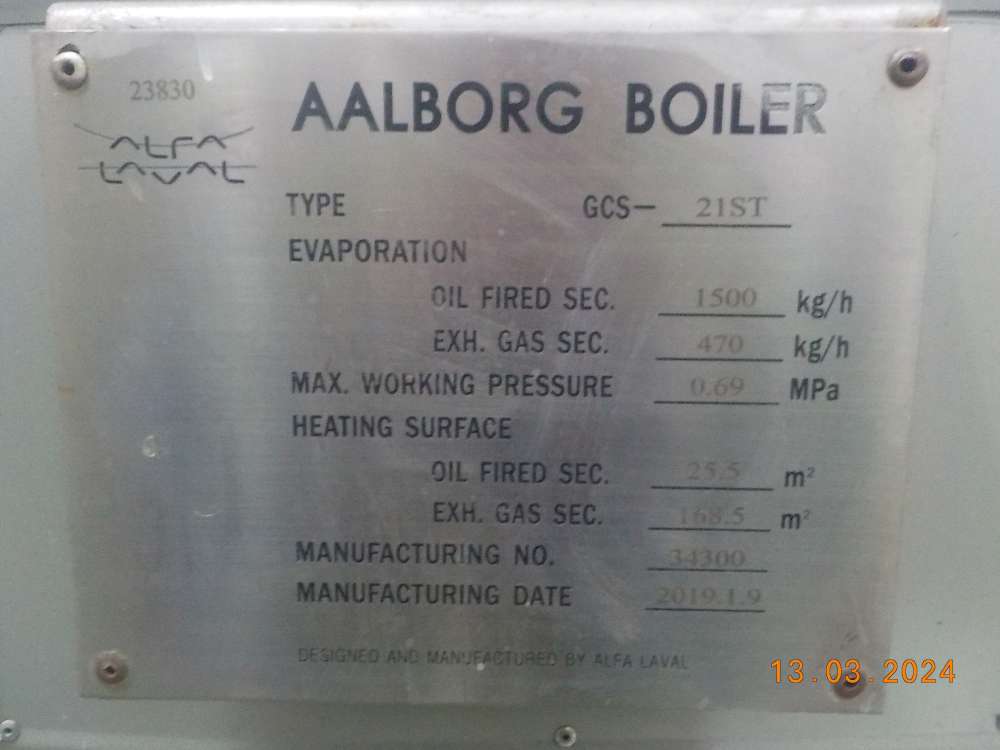 23830
ALFA
LAVAL
AALBORG BOILER
TYPE GCS- 21ST
EVAPORATION
OIL FIRED SEC. 1500 kg/h
EXH. GAS SEC. 470 kg/h
MAX. WORKING PRESSURE 0.69 MPa
HEATING SURFACE
OIL FIRED SEC. 25.5 m²
EXH. GAS SEC. 168.5 m²
MANUFACTURING NO. 34300
MANUFACTURING DATE 2019.1.9
DESIGNED AND MANUFACTURED BY ALFA LAVAL
13.03.2024